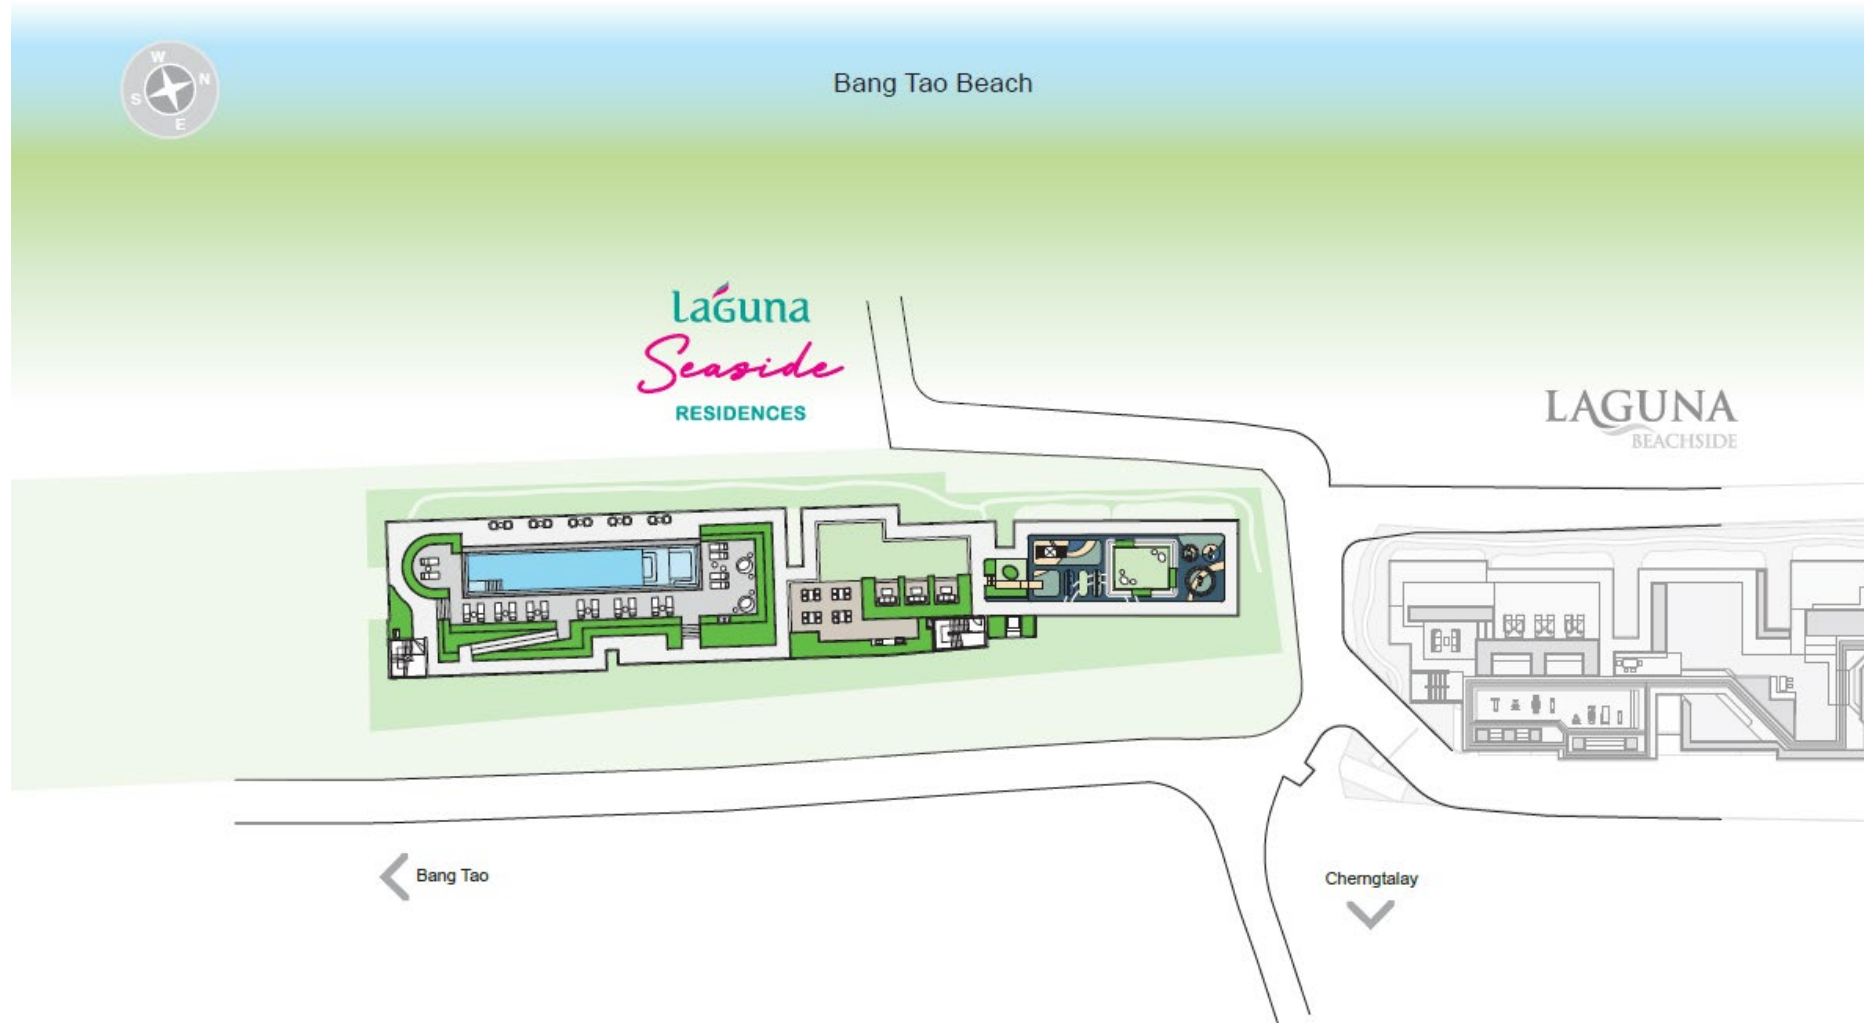 W
N
S
E
Bang Tao Beach
Laguna
Seaside
RESIDENCES
LAGUNA
BEACHSIDE
Bang Tao
Cherngtalay